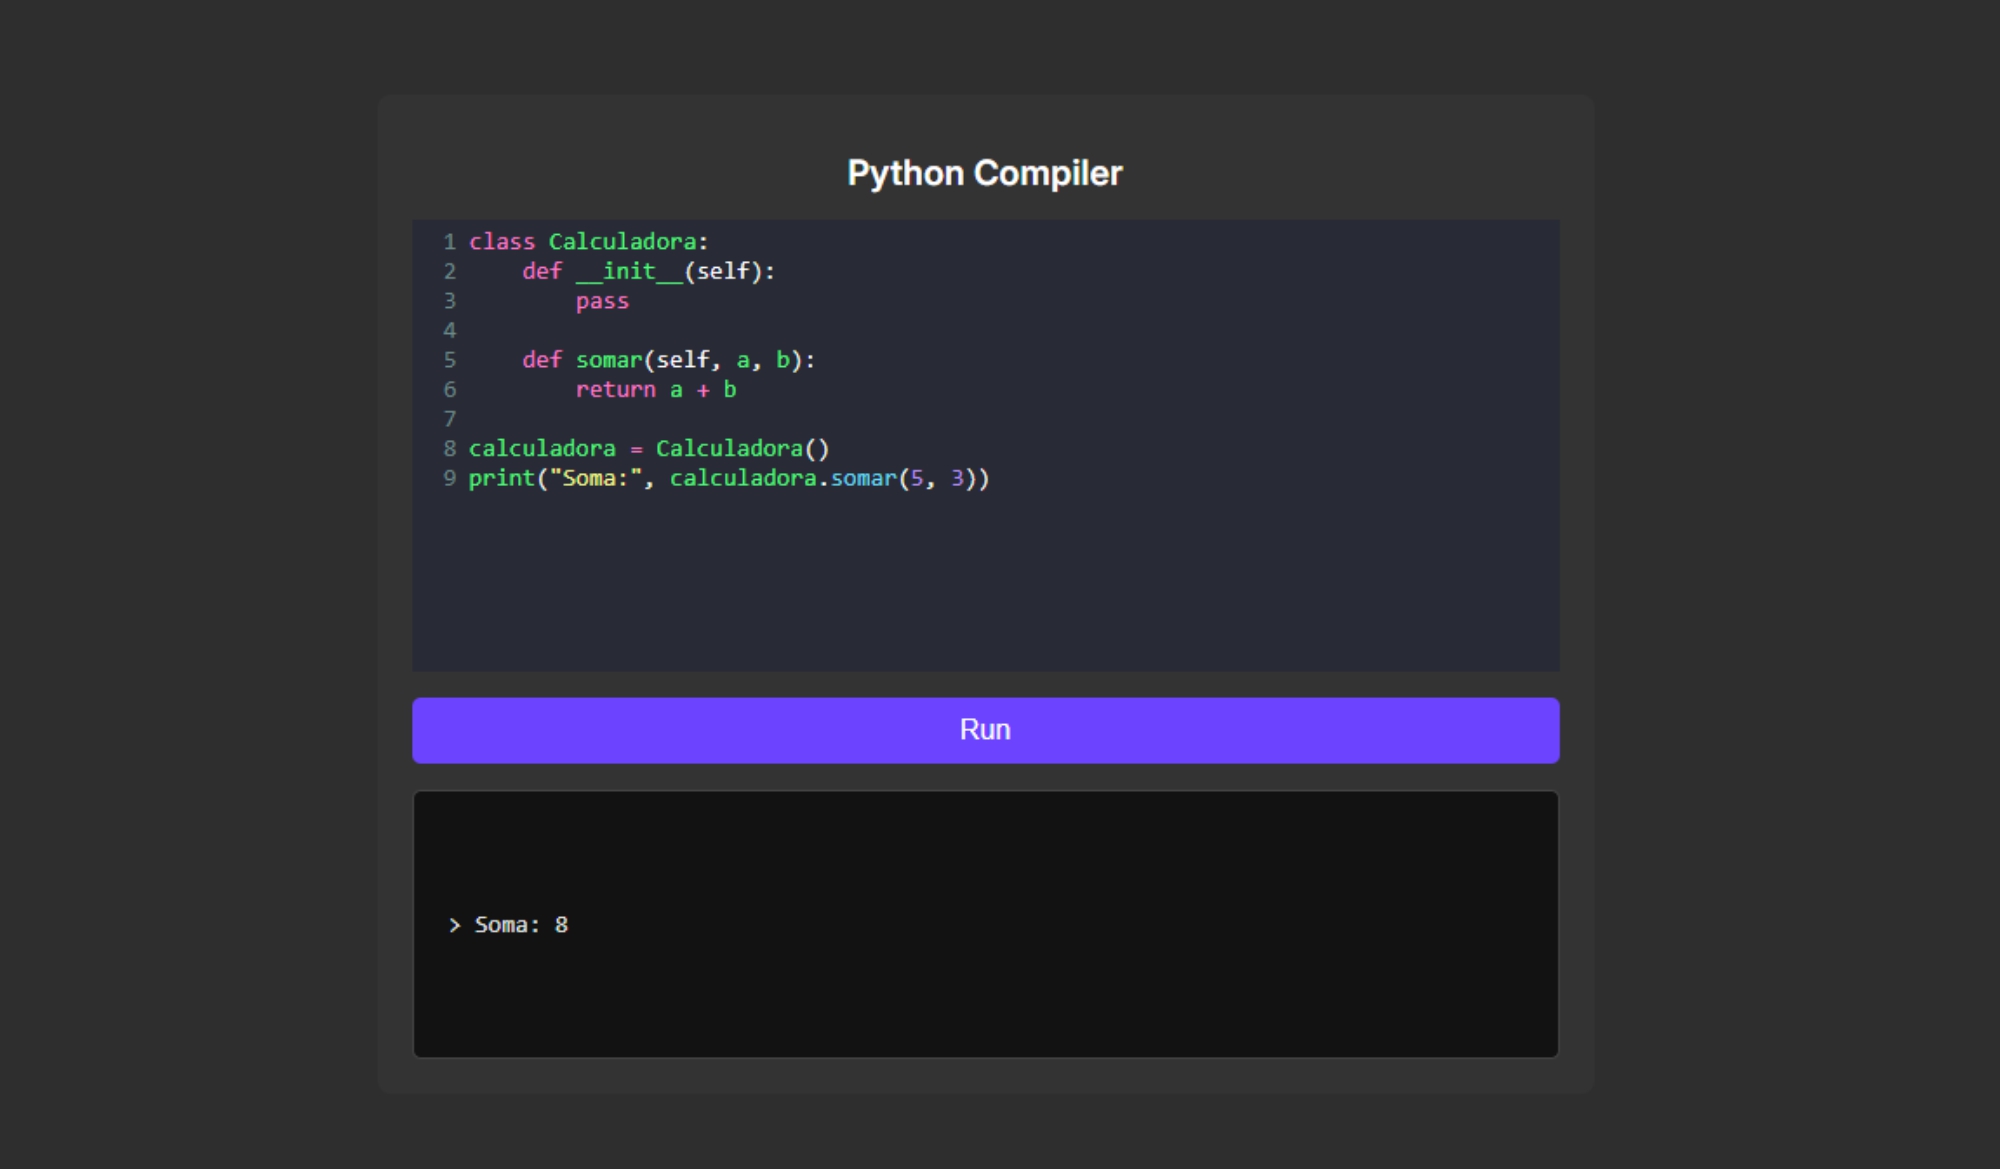 Python Compiler
1 class Calculadora:
2     def __init__(self):
3         pass
4
5     def somar(self, a, b):
6         return a + b
7
8 calculadora = Calculadora()
9 print("Soma:", calculadora.somar(5, 3))
Run
> Soma: 8